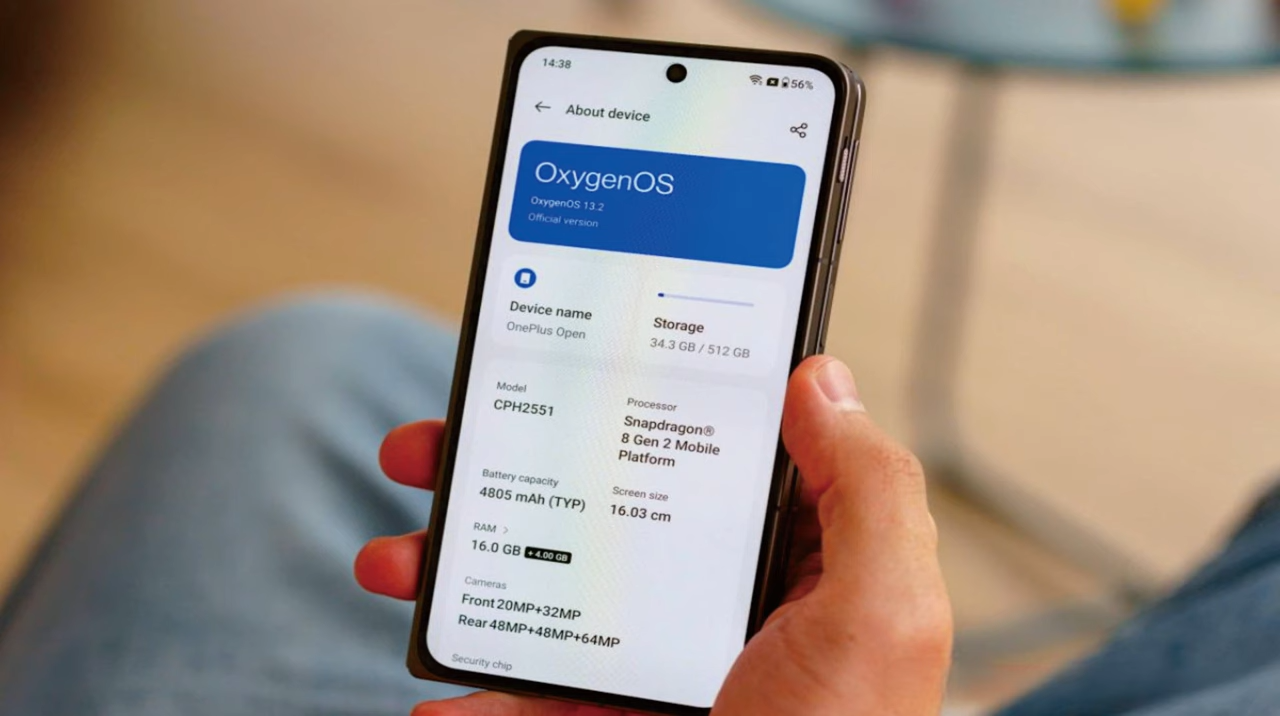 14:38
56%
About device
OxygenOS
OxygenOS 13.2
Official version
Device name
OnePlus Open
Storage
34.3 GB / 512 GB
Model
CPH2551
Processor
Snapdragon®
8 Gen 2 Mobile
Platform
Battery capacity
4805 mAh (TYP)
Screen size
16.03 cm
RAM
16.0 GB + 4.00 GB
Cameras
Front 20MP+32MP
Rear 48MP+48MP+64MP
Security chip